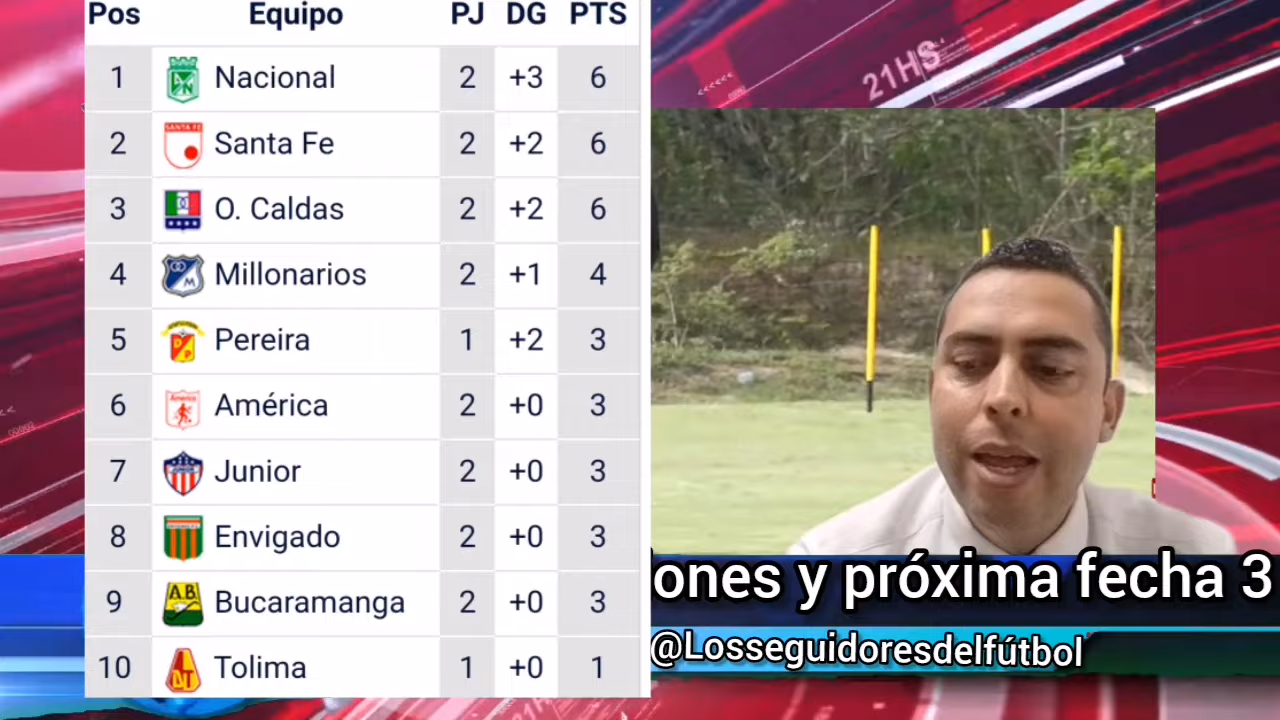 Pos Equipo PJ DG PTS
1 Nacional 2 +3 6
2 Santa Fe 2 +2 6
3 O. Caldas 2 +2 6
4 Millonarios 2 +1 4
5 Pereira 1 +2 3
6 América 2 +0 3
7 Junior 2 +0 3
8 Envigado 2 +0 3
9 Bucaramanga 2 +0 3
10 Tolima 1 +0 1
21HS
ones y próxima fecha 3
@Losseguidoresdelfútbol